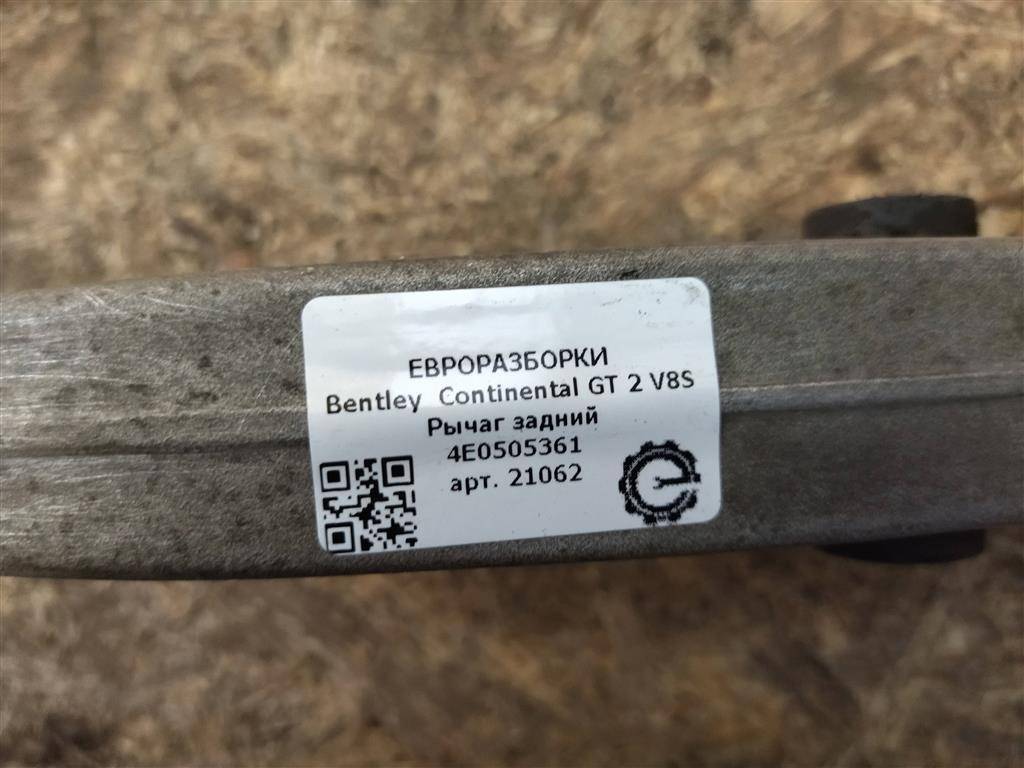 ЕВРОРАЗБОРКИ
Bentley Continental GT 2 V8S
Рычаг задний
4E0505361
арт. 21062